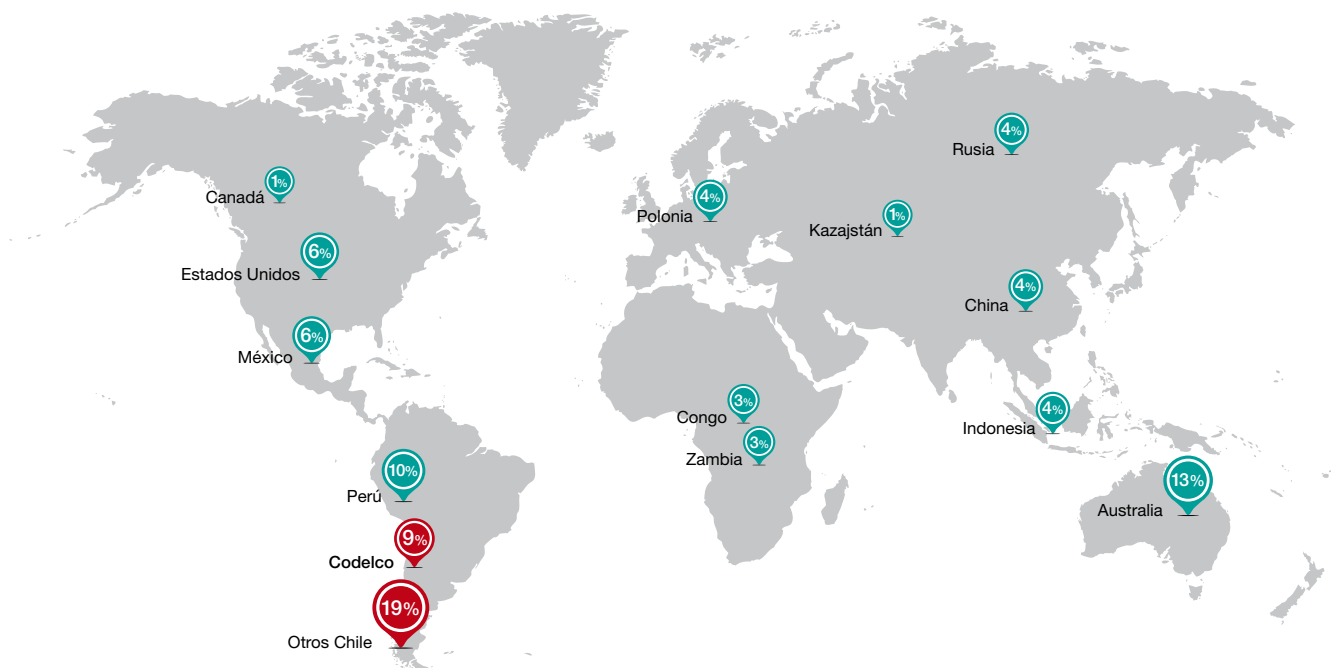 4%
Rusia
1%
Canadá
4%
Polonia
1%
Kazajstán
6%
Estados Unidos
4%
China
6%
México
3%
Congo
4%
Indonesia
3%
Zambia
10%
Perú
13%
Australia
9%
Codelco
19%
Otros Chile